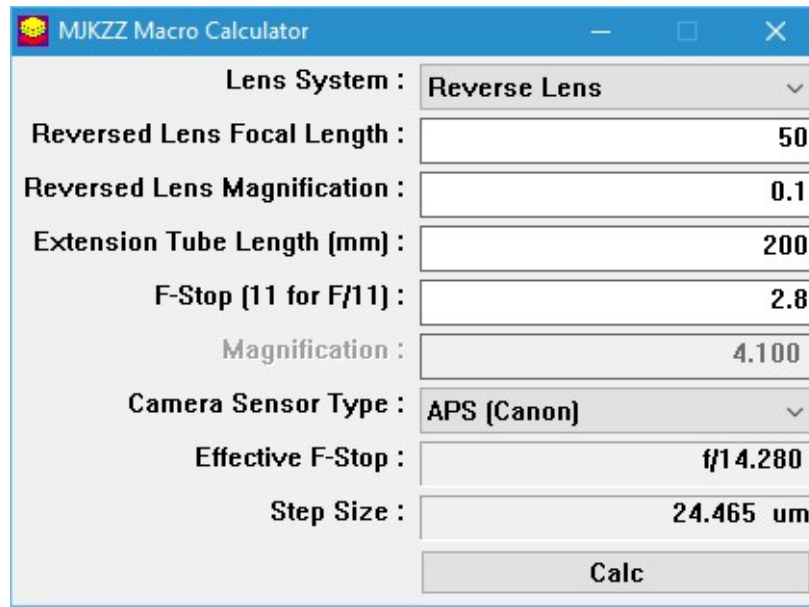 MJKZZ Macro Calculator
Lens System : Reverse Lens
Reversed Lens Focal Length : 50
Reversed Lens Magnification : 0.1
Extension Tube Length (mm) : 200
F-Stop (11 for F/11) : 2.8
Magnification : 4.100
Camera Sensor Type : APS (Canon)
Effective F-Stop : f/14.280
Step Size : 24.465 um
Calc